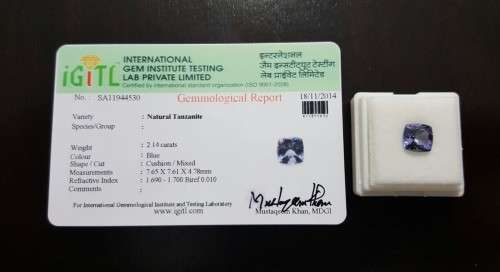 iGiTL
INTERNATIONAL
GEM INSTITUTE TESTING
LAB PRIVATE LIMITED
Certified by international standard organization (ISO 9001-2008)
इन्टरनेशनल
जेम इन्स्टीट्यूट टेस्टींग
लेब प्राईवेट लिमिटेड
No. : SA11944530
Gemmological Report
18/11/2014
Variety : Natural Tanzanite
Species/Group :
Weight : 2.14 carats
Colour : Blue
Shape / Cut : Cushion / Mixed
Measurements : 7.65 X 7.61 X 4.78mm
Refractive Index : 1.690 - 1.700 Biref 0.010
Comments :
For International Gemmological Institute and Testing Laboratory
www.igitl.com
Mustaqeem Khan, MDGI